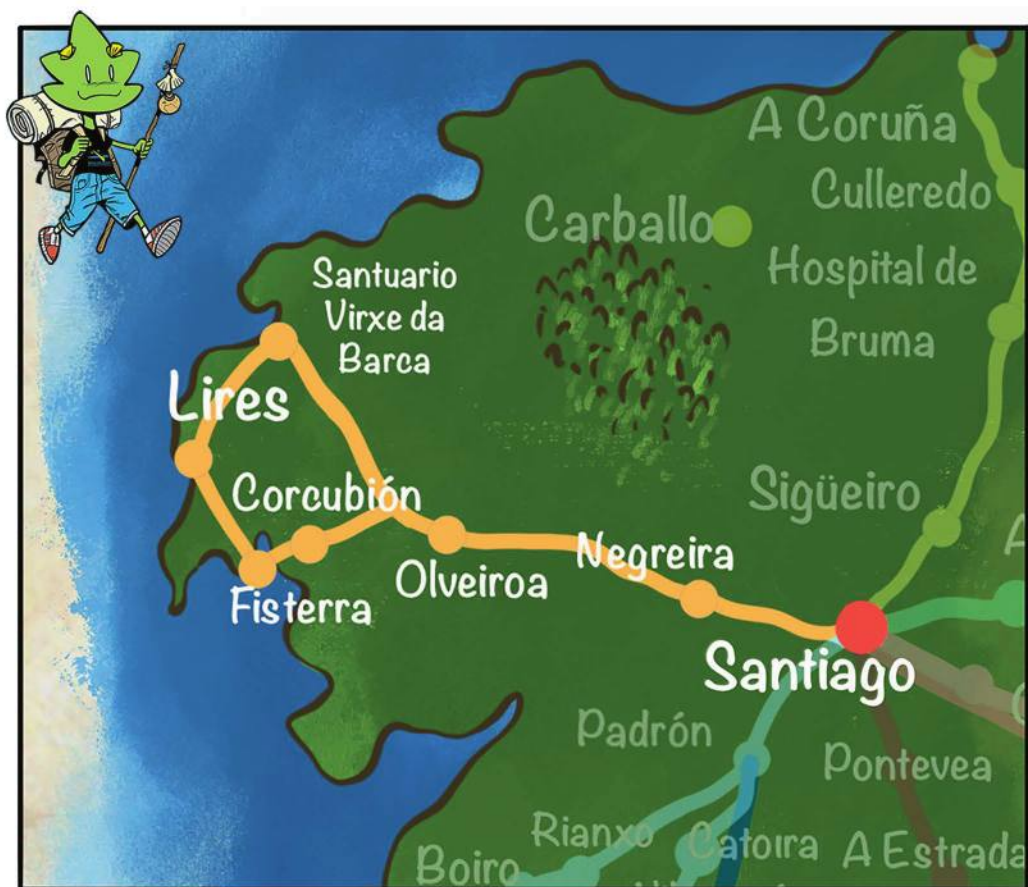 A Coruña
Culleredo
Carballo
Hospital de
Bruma
Santuario
Virxe da
Barca
Lires
Corcubión
Sigüeiro
Negreira
Olveiroa
Fisterra
Santiago
Padrón
Pontevea
Rianxo
Catoira
A Estrada
Boiro